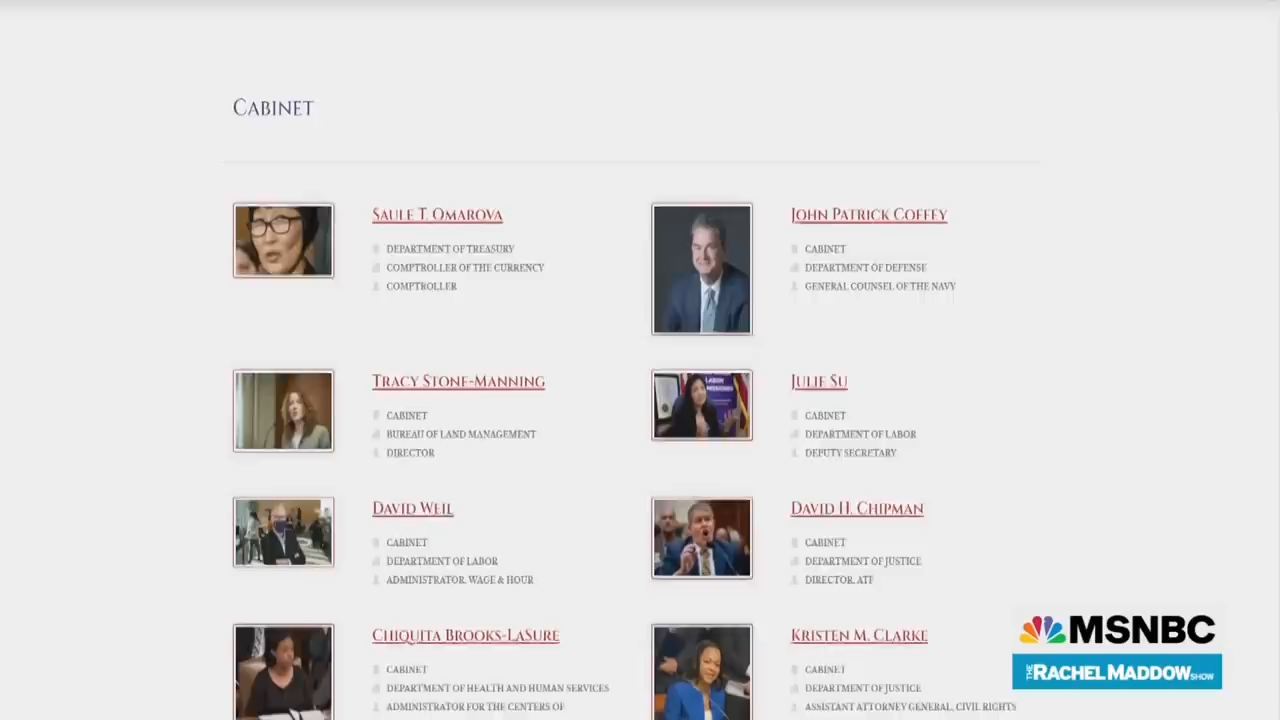 CABINET
SAULE T. OMAROVA
DEPARTMENT OF TREASURY
COMPTROLLER OF THE CURRENCY
COMPTROLLER
JOHN PATRICK COFFEY
CABINET
DEPARTMENT OF DEFENSE
GENERAL COUNSEL OF THE NAVY
TRACY STONE-MANNING
CABINET
BUREAU OF LAND MANAGEMENT
DIRECTOR
JULIE SU
CABINET
DEPARTMENT OF LABOR
DEPUTY SECRETARY
DAVID WEIL
CABINET
DEPARTMENT OF LABOR
ADMINISTRATOR, WAGE & HOUR
DAVID H. CHIPMAN
CABINET
DEPARTMENT OF JUSTICE
DIRECTOR, ATF
CHIQUITA BROOKS-LASURE
CABINET
DEPARTMENT OF HEALTH AND HUMAN SERVICES
ADMINISTRATOR FOR THE CENTERS OF
KRISTEN M. CLARKE
CABINET
DEPARTMENT OF JUSTICE
ASSISTANT ATTORNEY GENERAL, CIVIL RIGHTS
MSNBC
THE RACHEL MADDOW SHOW